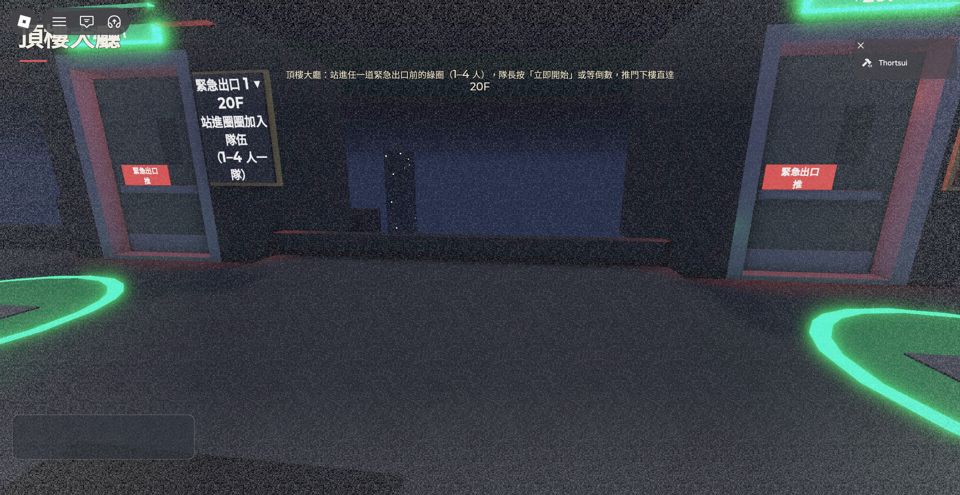 頂樓大廳
Thortsui
頂樓大廳：站進任一道緊急出口前的綠圈（1–4 人），隊長按「立即開始」或等倒數，推門下樓直達
20F
緊急出口 1 ▼
20F
站進圈圈加入
隊伍
（1–4 人一
隊）
緊急出口
推
緊急出口
推